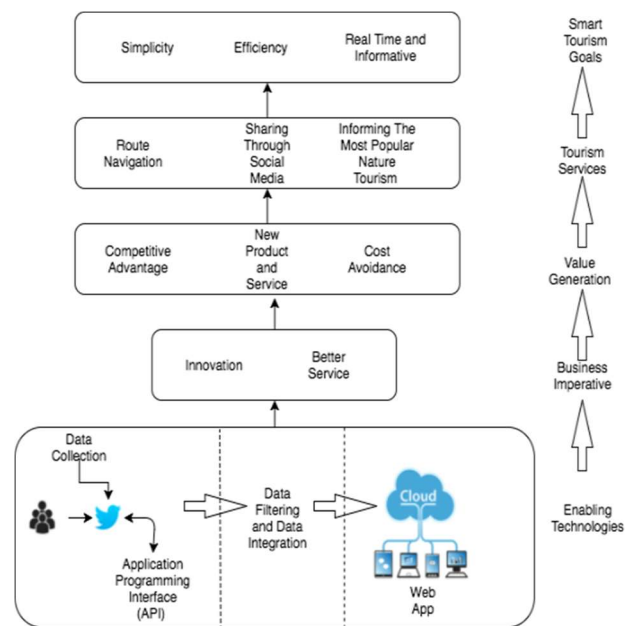 Simplicity
Efficiency
Real Time and
Informative
Smart
Tourism
Goals
Route
Navigation
Sharing
Through
Social
Media
Informing The
Most Popular
Nature
Tourism
Tourism
Services
Competitive
Advantage
New
Product
and
Service
Cost
Avoidance
Value
Generation
Innovation
Better
Service
Business
Imperative
Data
Collection
Application
Programming
Interface
(API)
Data
Filtering
and Data
Integration
Cloud
Web
App
Enabling
Technologies